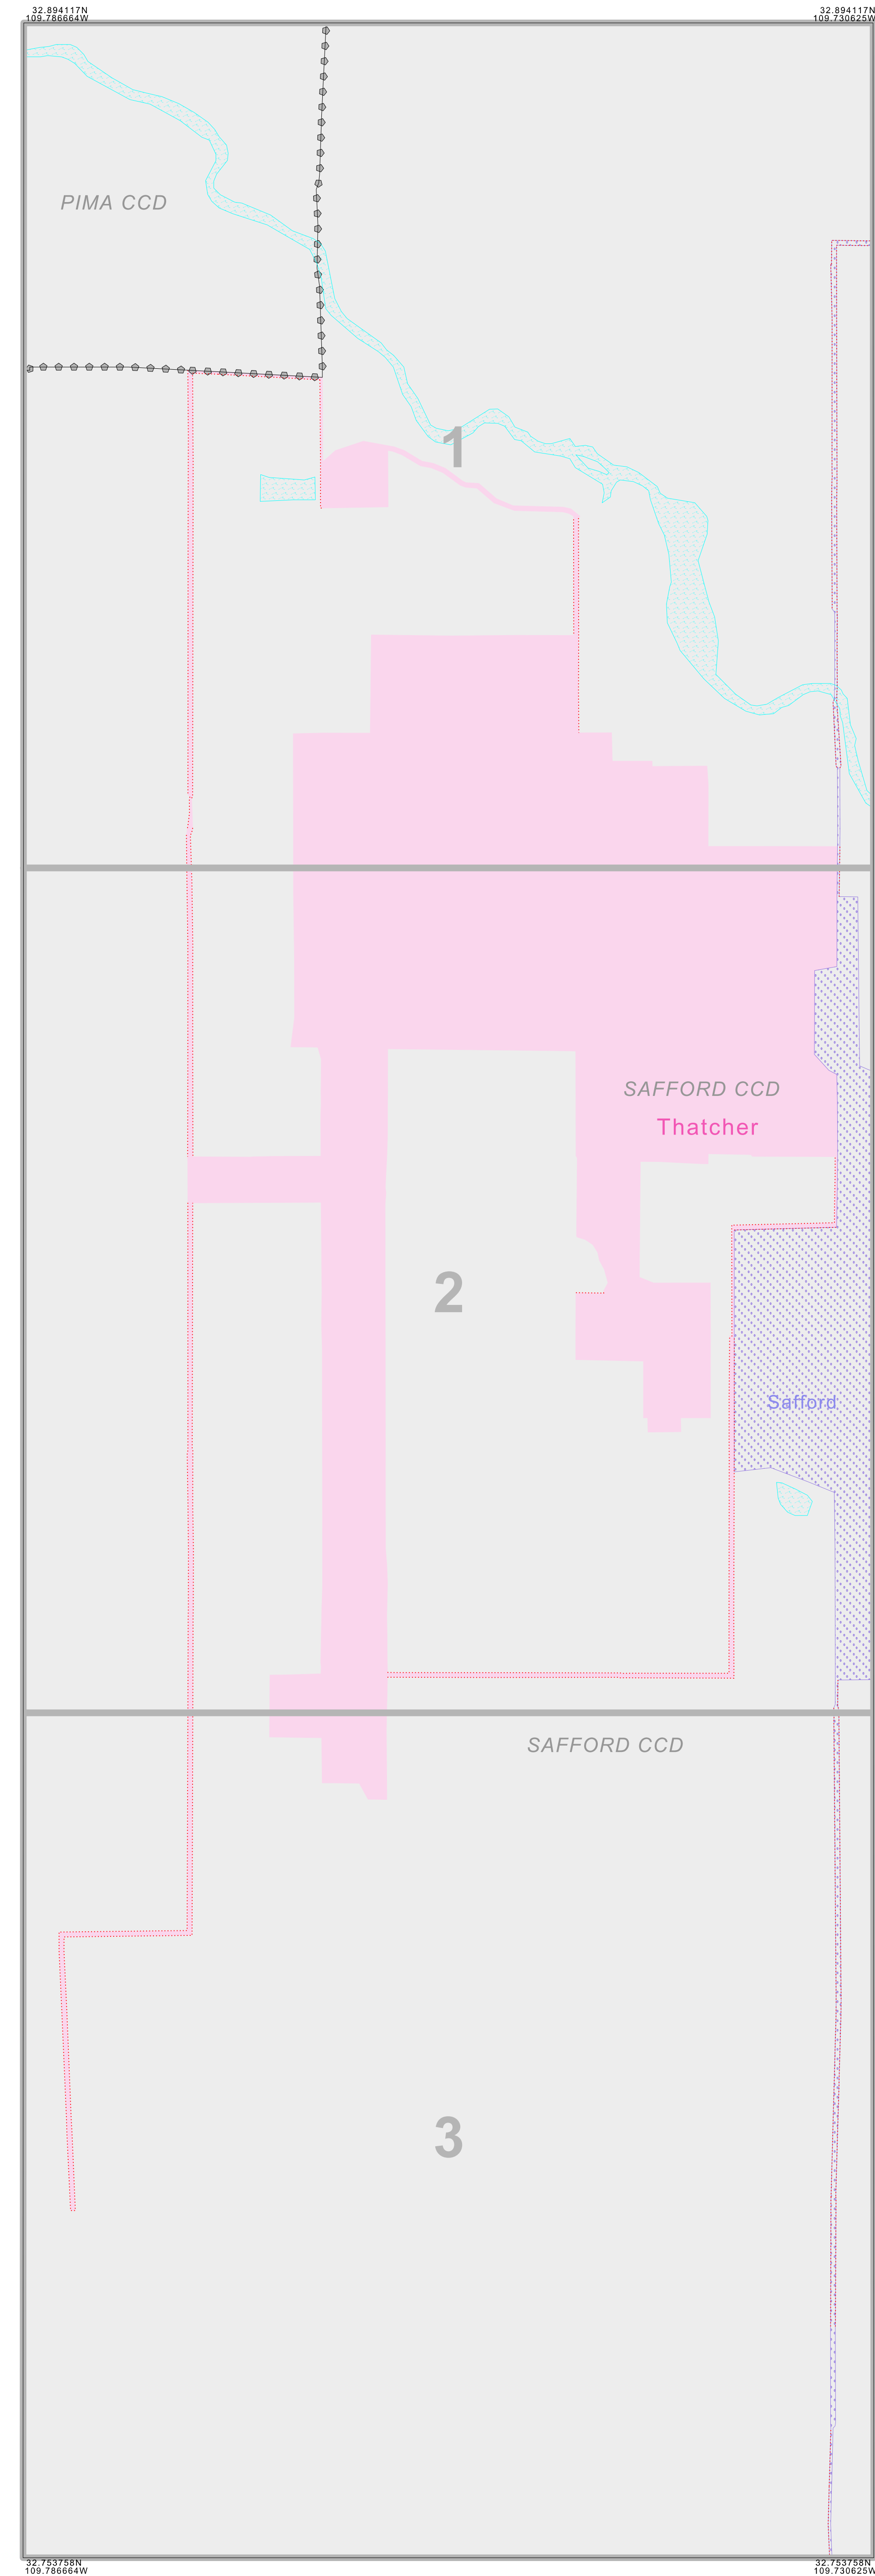 32.894117N
109.786664W
32.894117N
109.730625W
PIMA CCD
1
SAFFORD CCD
Thatcher
2
Safford
SAFFORD CCD
3
32.753758N
109.786664W
32.753758N
109.730625W